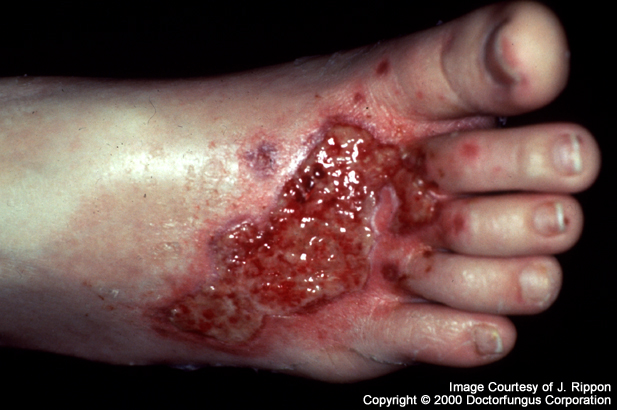 Image Courtesy of J. Rippon
Copyright © 2000 Doctorfungus Corporation